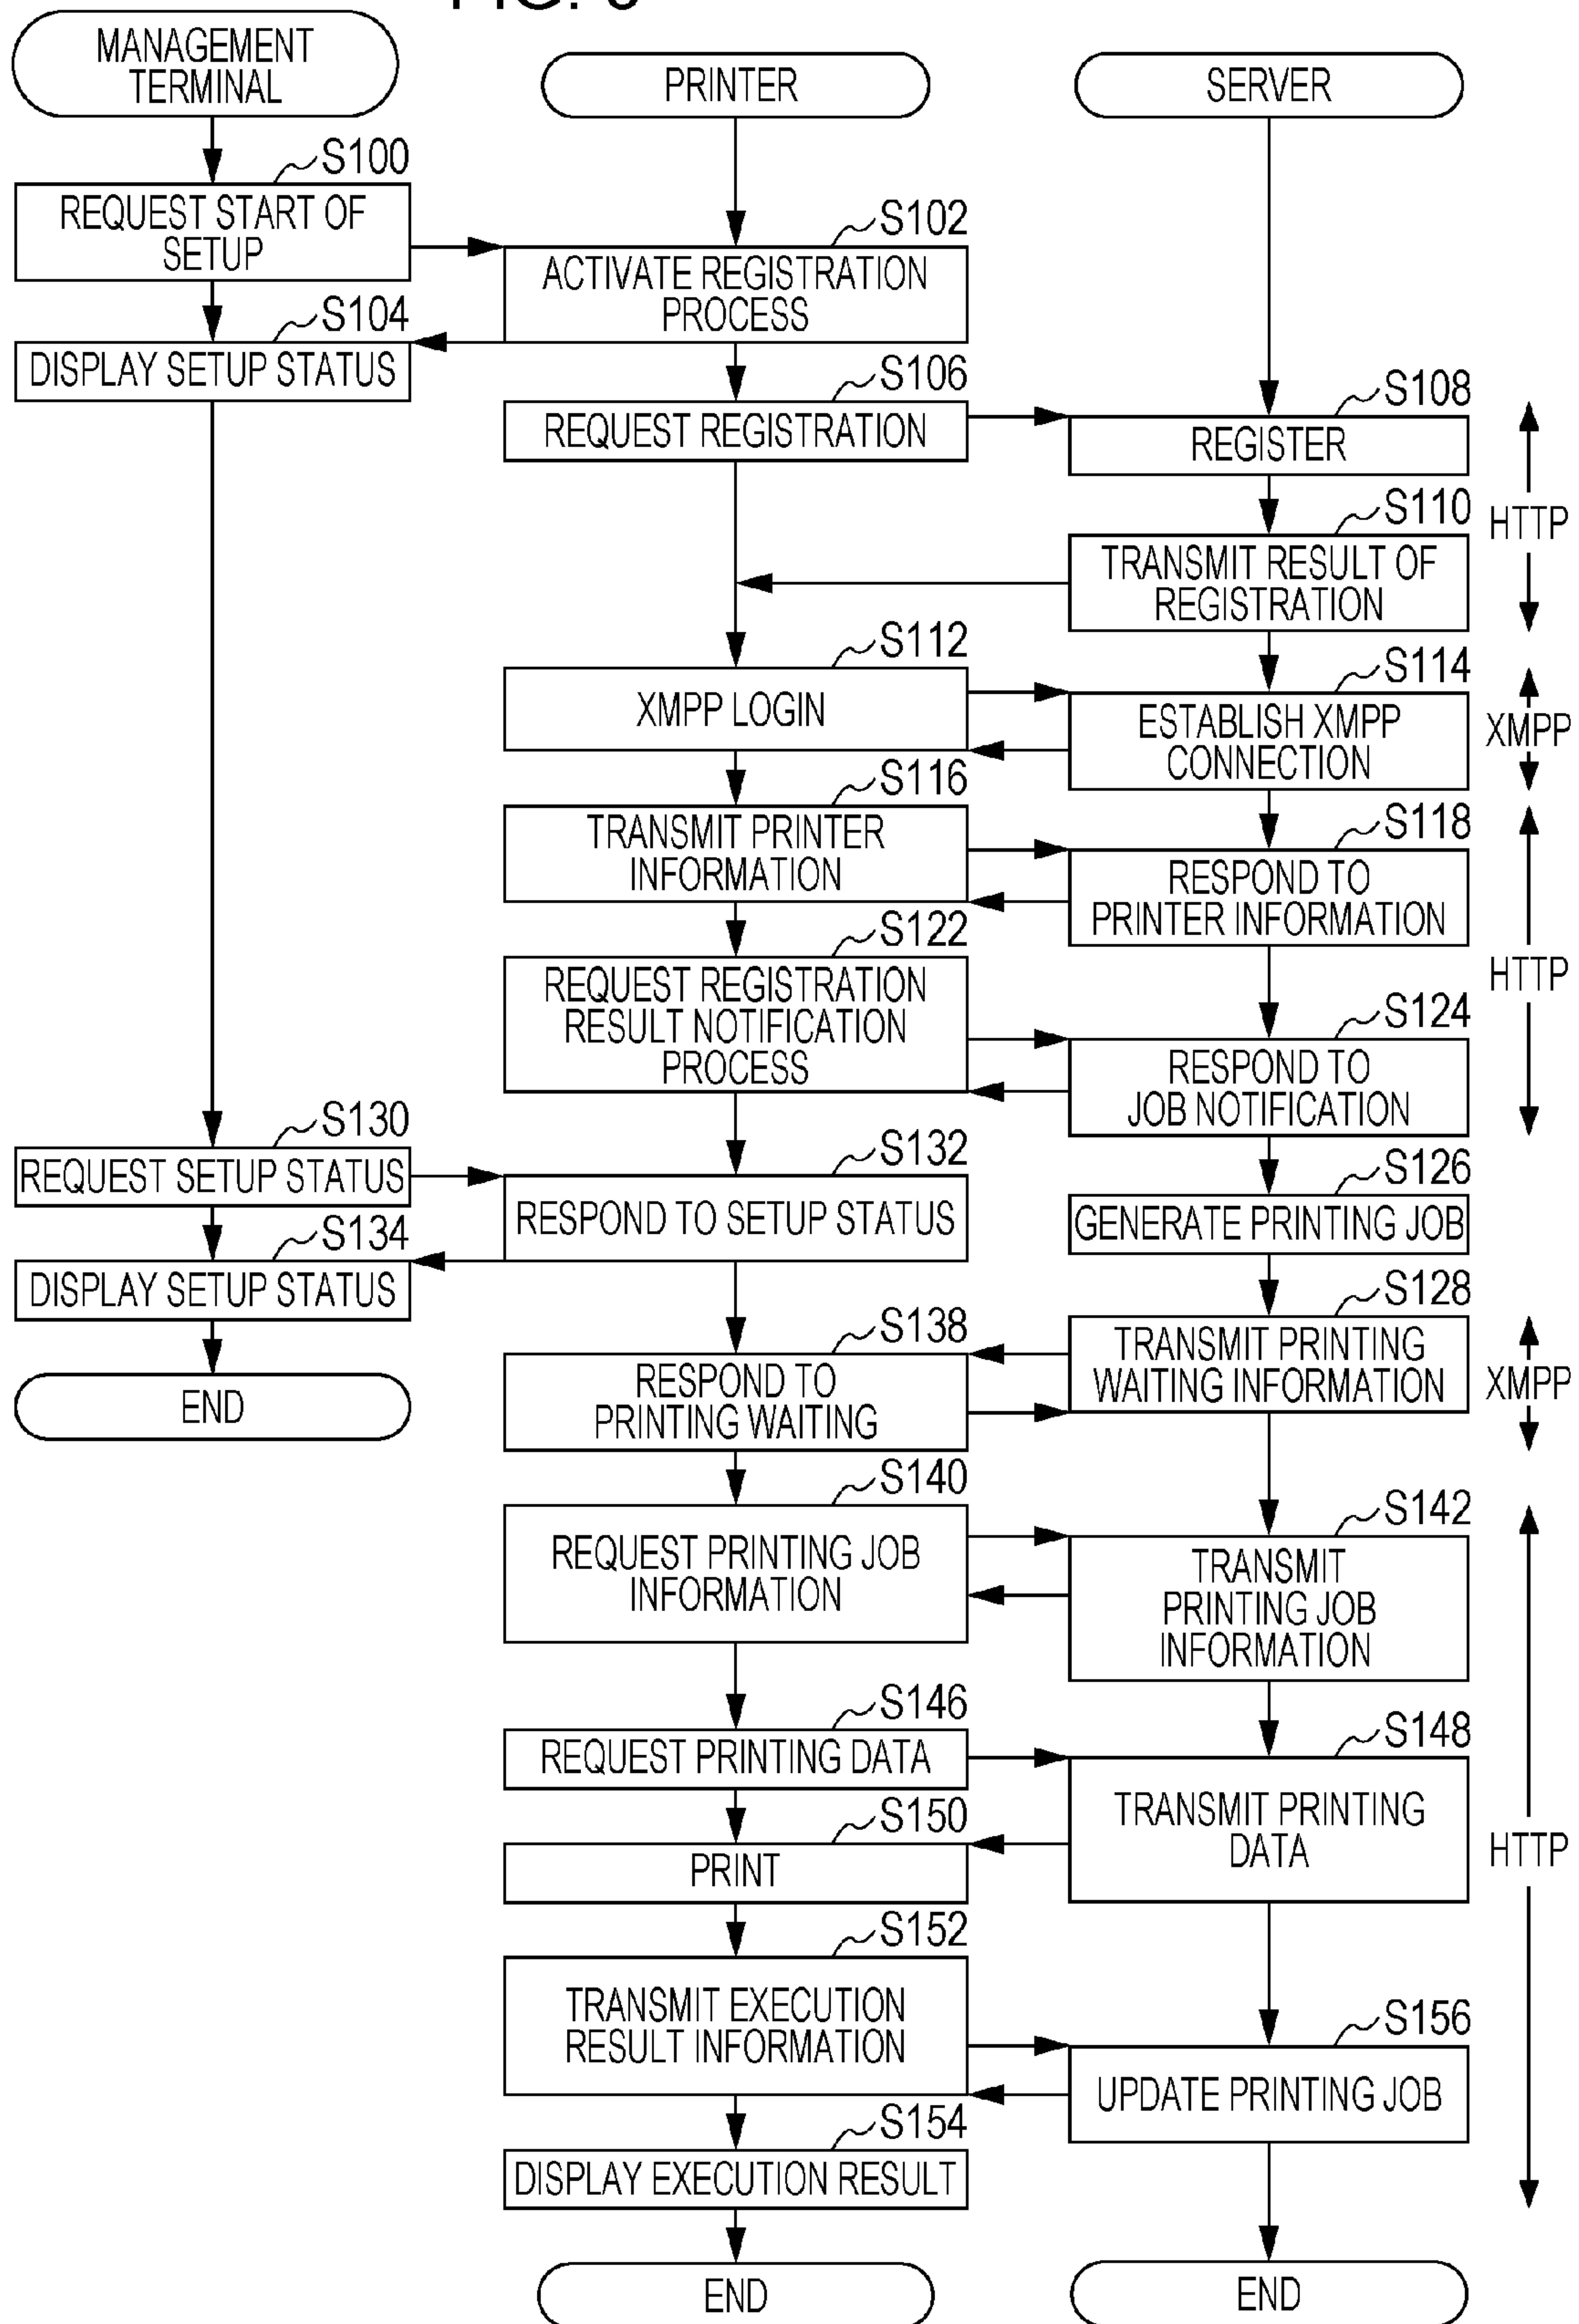 MANAGEMENT
TERMINAL
PRINTER
SERVER
S100
REQUEST START OF
SETUP
S102
ACTIVATE REGISTRATION
PROCESS
S104
DISPLAY SETUP STATUS
S106
REQUEST REGISTRATION
S108
REGISTER
S110
TRANSMIT RESULT OF
REGISTRATION
HTTP
S112
XMPP LOGIN
S114
ESTABLISH XMPP
CONNECTION
XMPP
S116
TRANSMIT PRINTER
INFORMATION
S118
RESPOND TO
PRINTER INFORMATION
S122
REQUEST REGISTRATION
RESULT NOTIFICATION
PROCESS
HTTP
S124
RESPOND TO
JOB NOTIFICATION
S130
REQUEST SETUP STATUS
S132
RESPOND TO SETUP STATUS
S126
GENERATE PRINTING JOB
S134
DISPLAY SETUP STATUS
END
S128
TRANSMIT PRINTING
WAITING INFORMATION
XMPP
S138
RESPOND TO
PRINTING WAITING
S140
REQUEST PRINTING JOB
INFORMATION
S142
TRANSMIT
PRINTING JOB
INFORMATION
S146
REQUEST PRINTING DATA
S148
TRANSMIT PRINTING
DATA
HTTP
S150
PRINT
S152
TRANSMIT EXECUTION
RESULT INFORMATION
S156
UPDATE PRINTING JOB
S154
DISPLAY EXECUTION RESULT
END
END